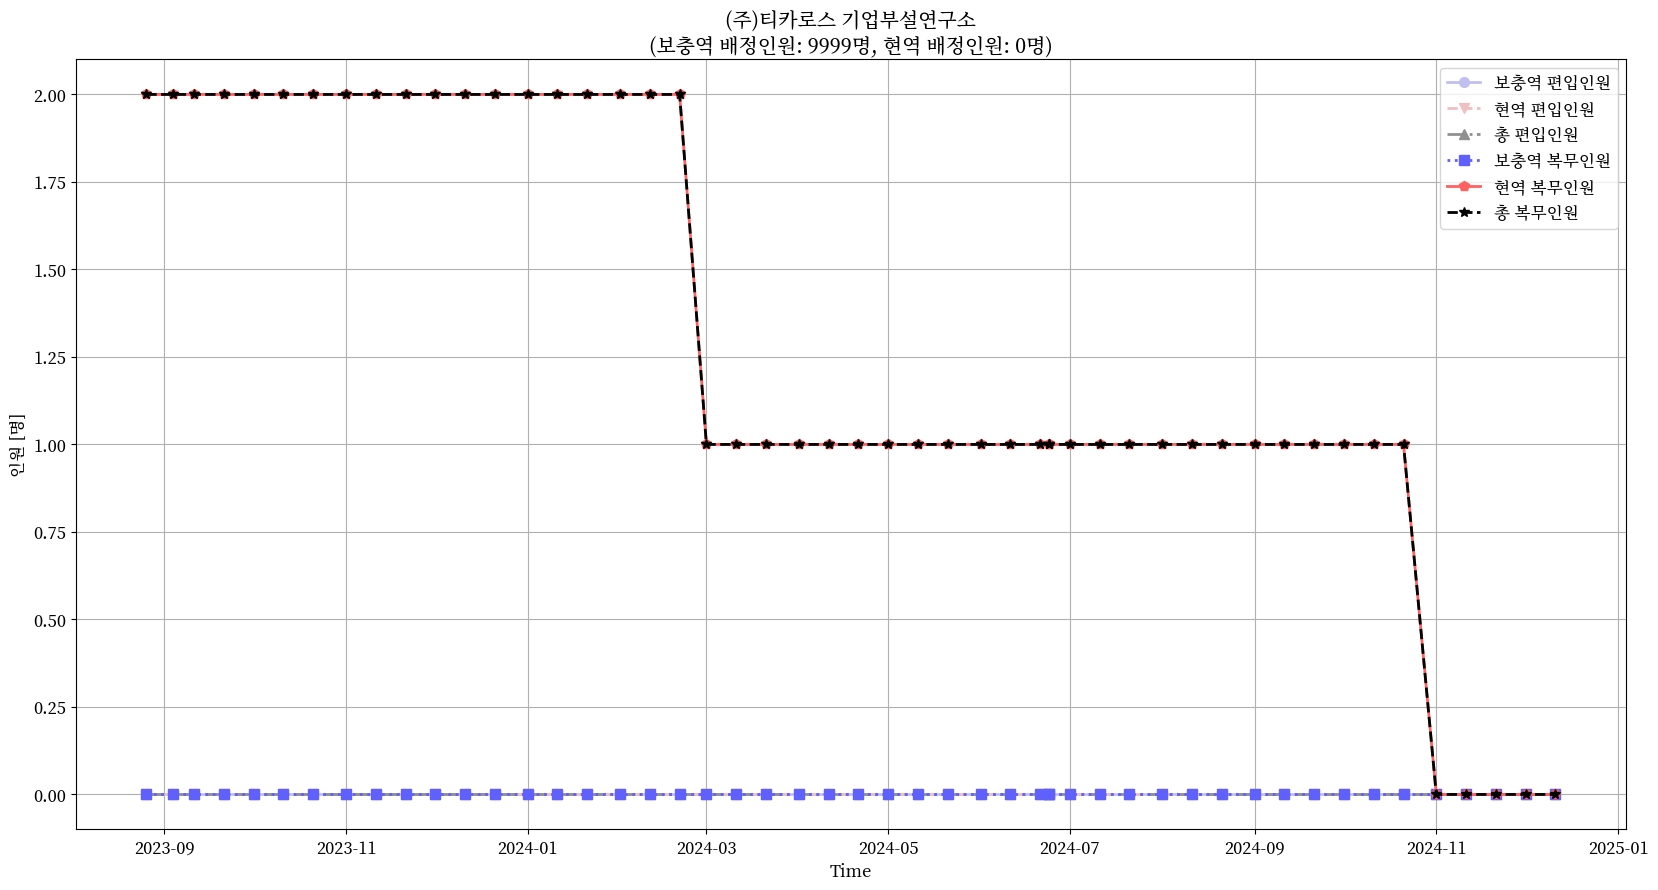 (주)티카로스 기업부설연구소
(보충역 배정인원: 9999명, 현역 배정인원: 0명)
보충역 편입인원
현역 편입인원
총 편입인원
보충역 복무인원
현역 복무인원
총 복무인원
인원 [명]
2.00
1.75
1.50
1.25
1.00
0.75
0.50
0.25
0.00
2023-09 2023-11 2024-01 2024-03 2024-05 2024-07 2024-09 2024-11 2025-01
Time